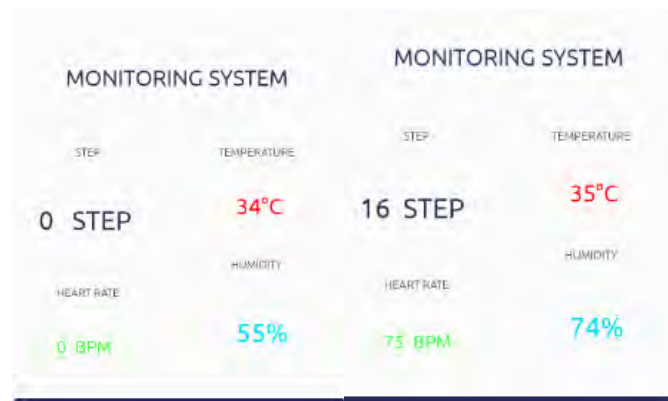 MONITORING SYSTEM
STEP
TEMPERATURE
0 STEP
34°C
HEART RATE
HUMIDITY
0 BPM
55%
MONITORING SYSTEM
STEP
TEMPERATURE
16 STEP
35°C
HEART RATE
HUMIDITY
75 BPM
74%